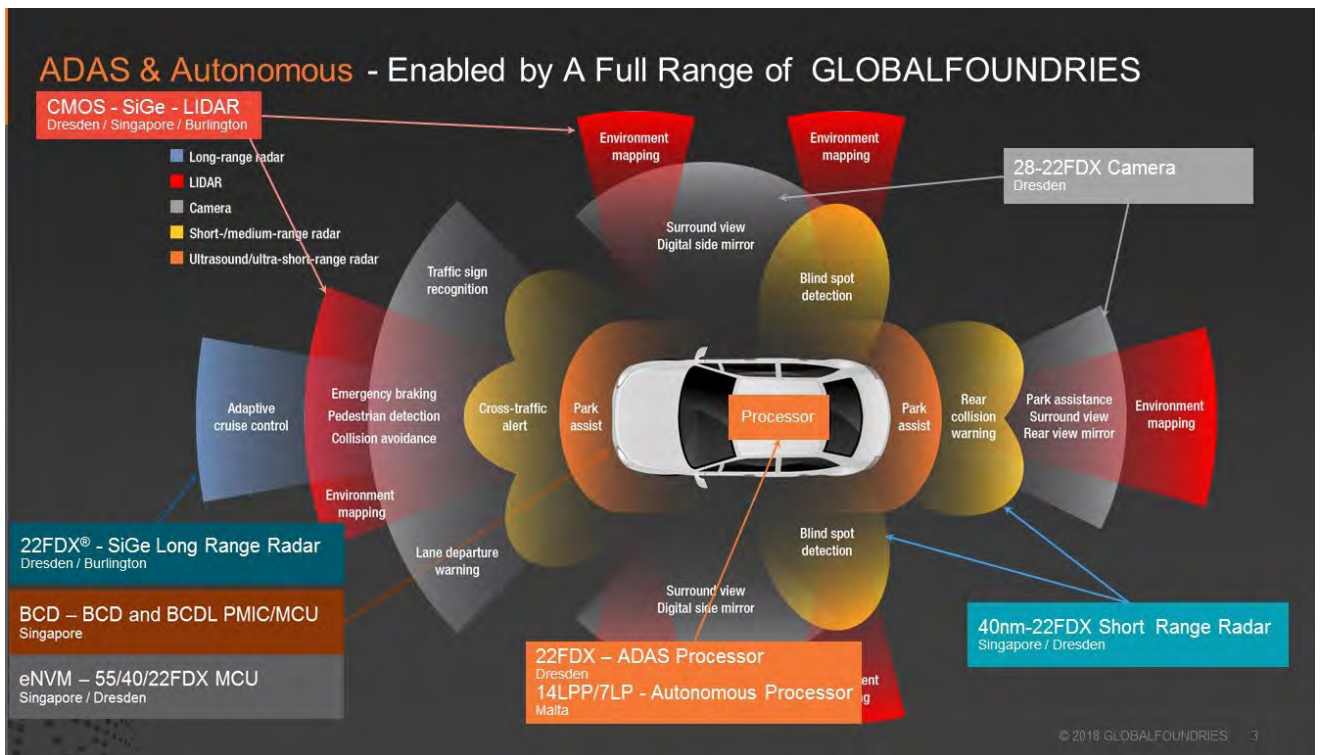 ADAS & Autonomous - Enabled by A Full Range of GLOBALFOUNDRIES
CMOS - SiGe - LIDAR
Dresden / Singapore / Burlington
Long-range radar
LIDAR
Camera
Short-/medium-range radar
Ultrasound/ultra-short-range radar
Environment
mapping
Environment
mapping
28-22FDX Camera
Dresden
Surround view
Digital side mirror
Traffic sign
recognition
Blind spot
detection
Adaptive
cruise control
Emergency braking
Pedestrian detection
Collision avoidance
Cross-traffic
alert
Park
assist
Processor
Park
assist
Rear
collision
warning
Park assistance
Surround view
Rear view mirror
Environment
mapping
Environment
mapping
Lane departure
warning
Blind spot
detection
Surround view
Digital side mirror
22FDX® - SiGe Long Range Radar
Dresden / Burlington
BCD – BCD and BCDL PMIC/MCU
Singapore
eNVM – 55/40/22FDX MCU
Singapore / Dresden
22FDX – ADAS Processor
Dresden
14LPP/7LP - Autonomous Processor
Malta
40nm-22FDX Short Range Radar
Singapore / Dresden
© 2018 GLOBALFOUNDRIES 3